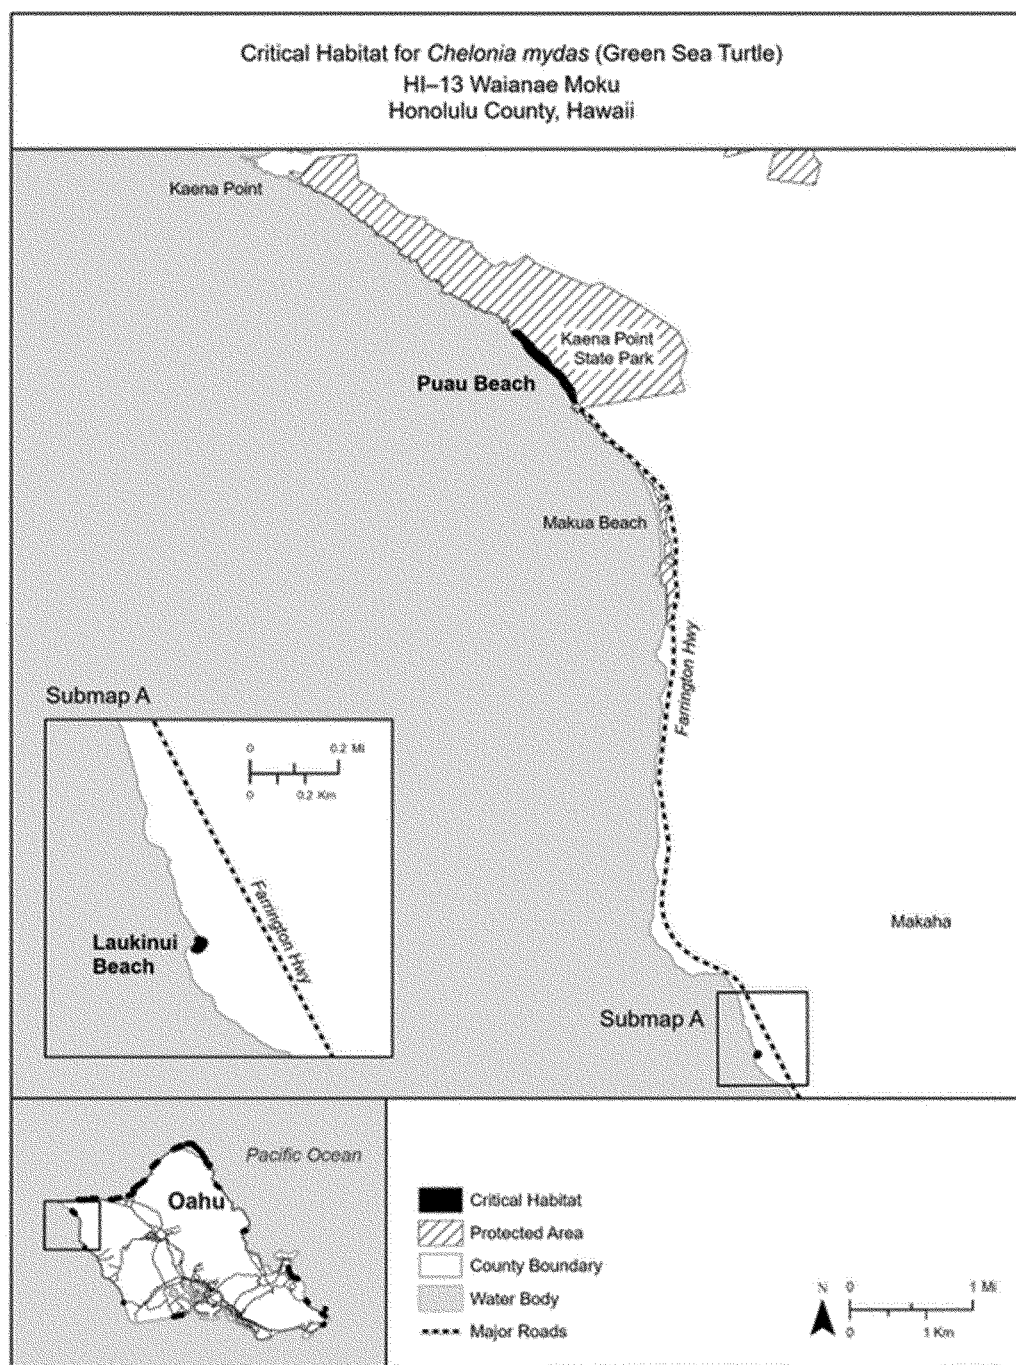 Critical Habitat for Chelonia mydas (Green Sea Turtle)
HI–13 Waianae Moku
Honolulu County, Hawaii
Kaena Point
Kaena Point
State Park
Puau Beach
Makua Beach
Farrington Hwy
Submap A
0 0.2 Mi
0 0.2 Km
Farrington Hwy
Laukinui
Beach
Makaha
Submap A
Pacific Ocean
Oahu
Critical Habitat
Protected Area
County Boundary
Water Body
Major Roads
N
0 1 Mi
0 1 Km